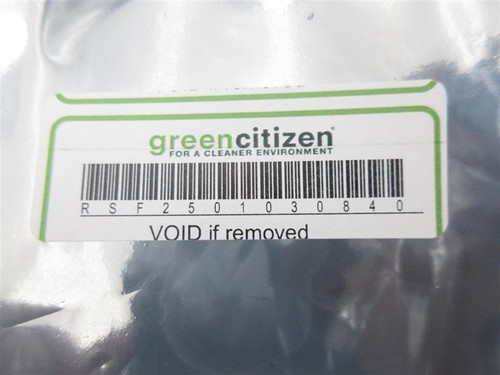 greencitizen
FOR A CLEANER ENVIRONMENT
RSF2501030840
VOID if removed